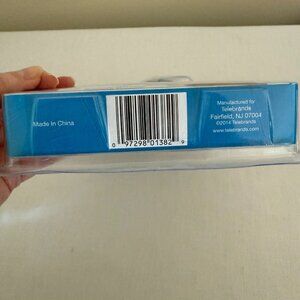 Made In China
0 97298 01382 9
Manufactured for
Telebrands
Fairfield, NJ 07004
©2014 Telebrands
www.telebrands.com